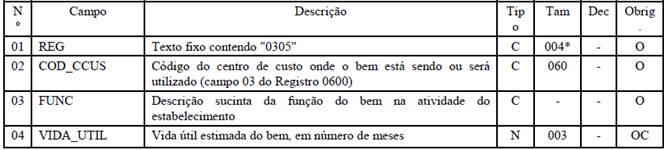 N º Campo Descrição Tip o Tam Dec Obrig .
01 REG Texto fixo contendo "0305" C 004* - O
02 COD_CCUS Código do centro de custo onde o bem está sendo ou será utilizado (campo 03 do Registro 0600) C 060 - O
03 FUNC Descrição sucinta da função do bem na atividade do estabelecimento C - - O
04 VIDA_UTIL Vida útil estimada do bem, em número de meses N 003 - OC